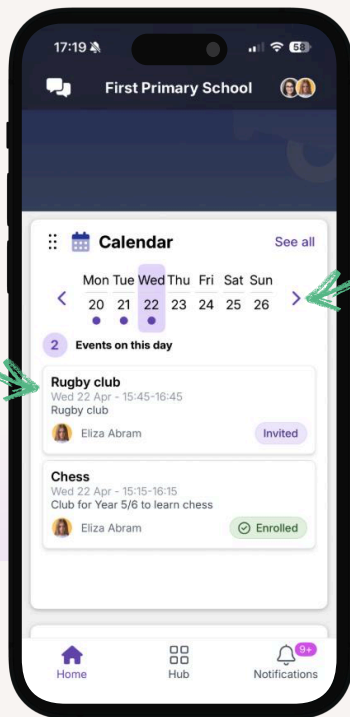 17:19 58
First Primary School
Calendar See all
Mon Tue Wed Thu Fri Sat Sun
20 21 22 23 24 25 26
2 Events on this day
Rugby club
Wed 22 Apr - 15:45-16:45
Rugby club
Eliza Abram Invited
Chess
Wed 22 Apr - 15:15-16:15
Club for Year 5/6 to learn chess
Eliza Abram Enrolled
9+
Home Hub Notifications